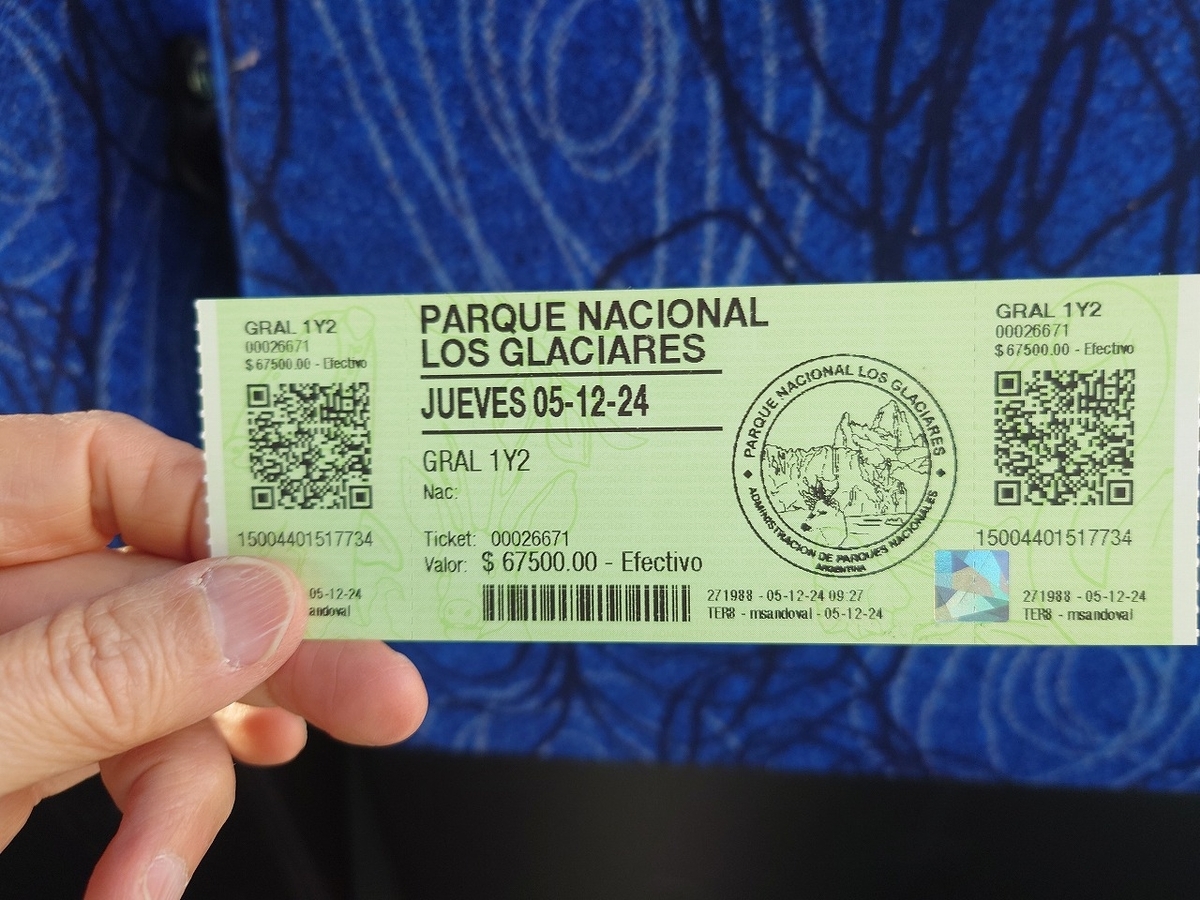 GRAL 1Y2
00026671
$ 67500.00 - Efectivo
15004401517734
- 05-12-24
andoval
PARQUE NACIONAL
LOS GLACIARES
JUEVES 05-12-24
GRAL 1Y2
Nac:
Ticket: 00026671
Valor: $ 67500.00 - Efectivo
271988 - 05-12-24 09:27
TER8 - msandoval - 05-12-24
PARQUE NACIONAL LOS GLACIARES
ADMINISTRACION DE PARQUES NACIONALES
ARGENTINA
GRAL 1Y2
00026671
$ 67500.00 - Efectivo
15004401517734
271988 - 05-12-24
TER8 - msandoval